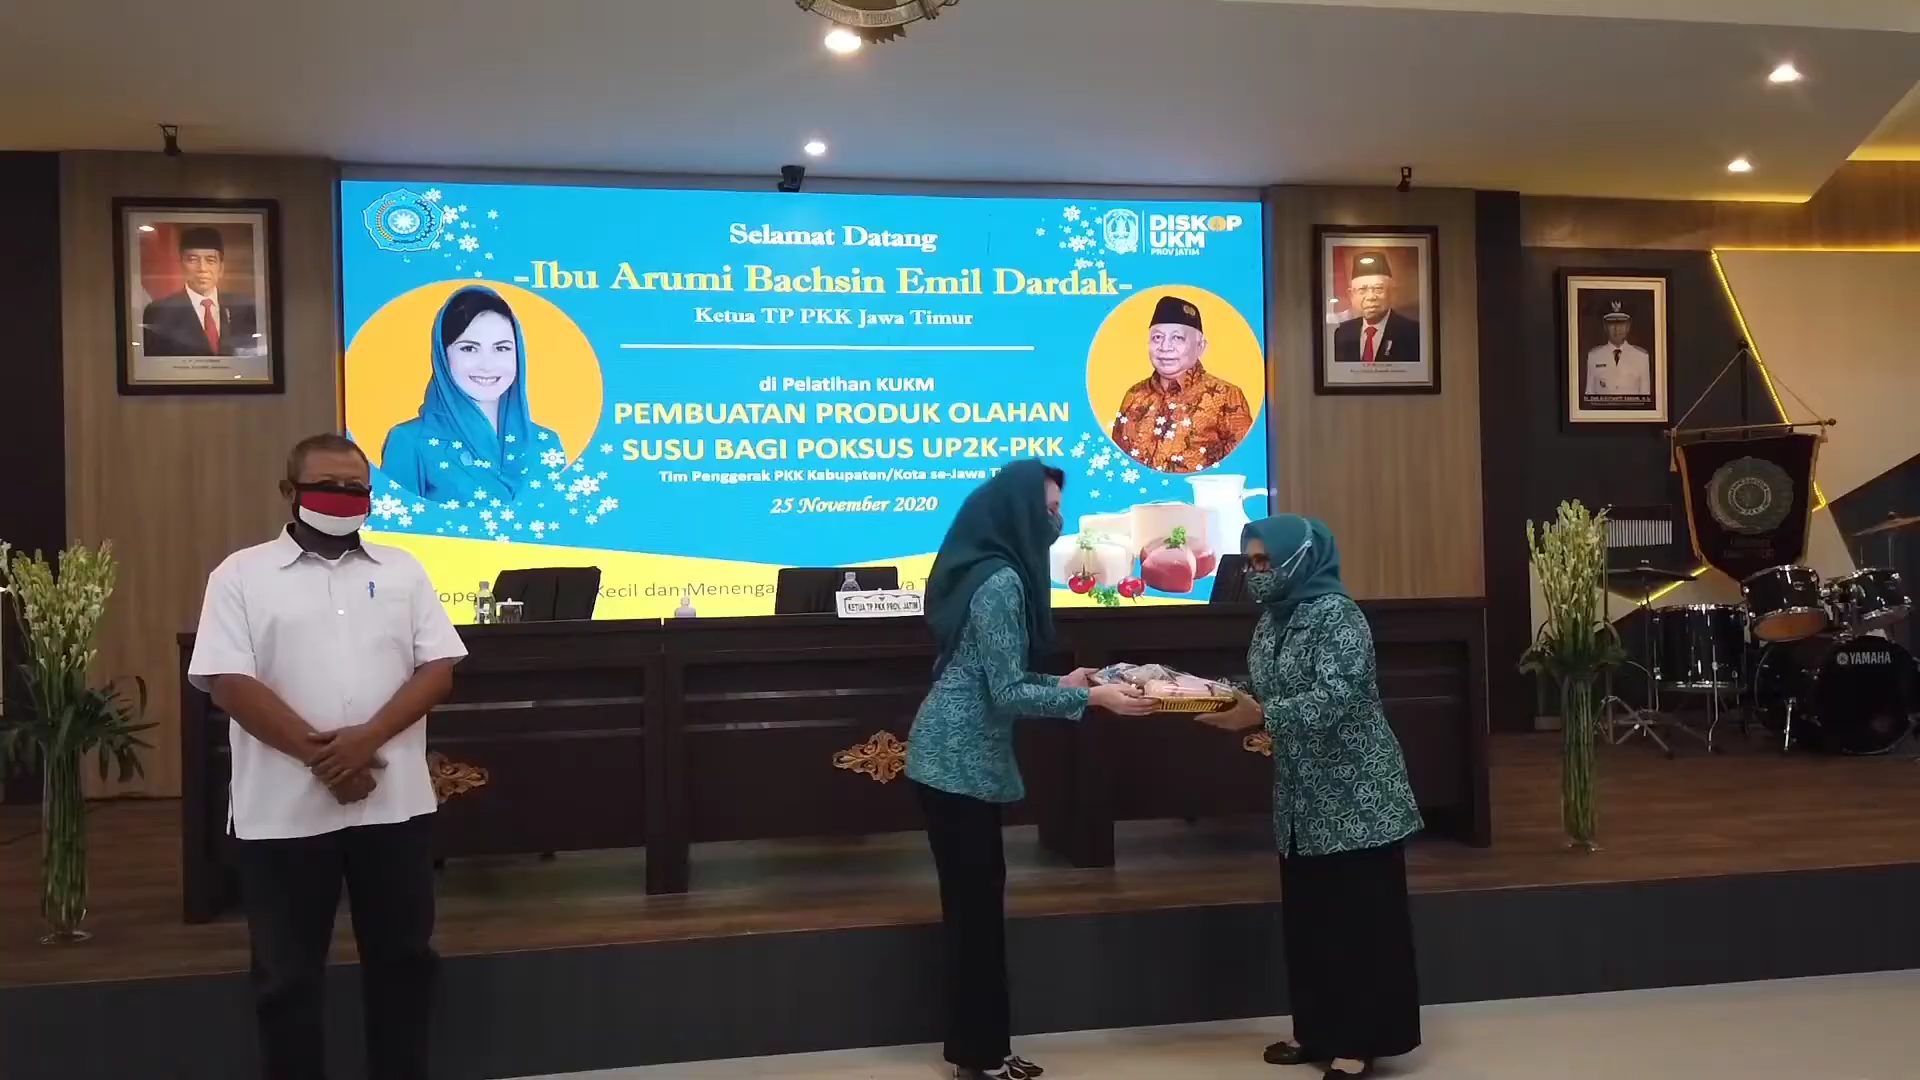 Selamat Datang
-Ibu Arumi Bachsin Emil Dardak-
Ketua TP PKK Jawa Timur
DISKOP
UKM
PROV JATIM
di Pelatihan KUKM
PEMBUATAN PRODUK OLAHAN
SUSU BAGI POKSUS UP2K-PKK
Tim Penggerak PKK Kabupaten/Kota se-Jawa
25 November 2020
Kecil dan Menenga
KETUA TP PKK PROV. JATIM
YAMAHA